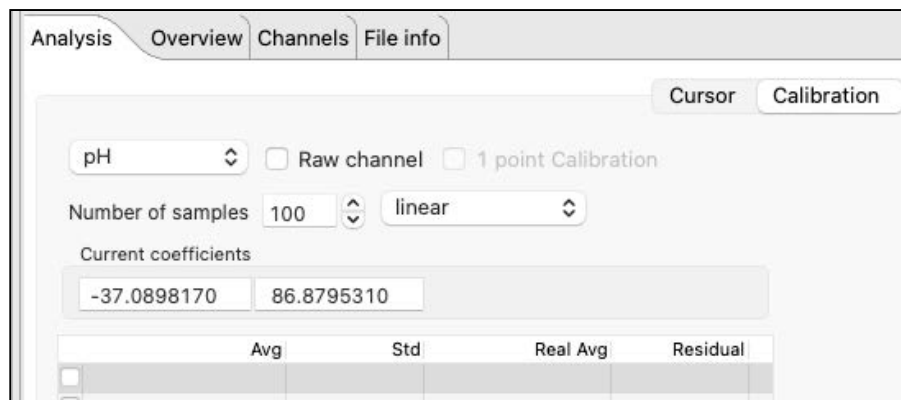 Analysis Overview Channels File info
Cursor Calibration
pH Raw channel 1 point Calibration
Number of samples 100 linear
Current coefficients
-37.0898170 86.8795310
Avg Std Real Avg Residual